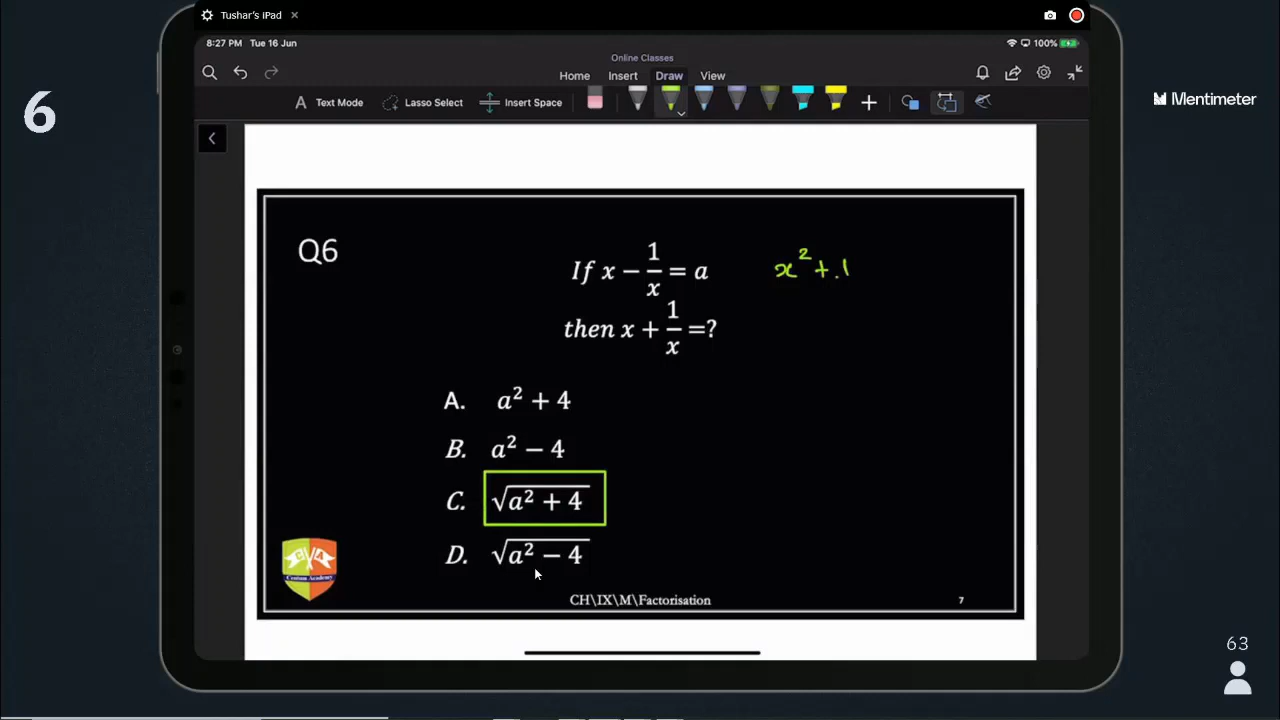 Tushar's iPad ×
8:27 PM Tue 16 Jun
100%
Online Classes
Home Insert Draw View
A Text Mode Lasso Select Insert Space
6
Mentimeter
Q6
If x − 1/x = a
x² + . 1
then x + 1/x =?
A. a² + 4
B. a² − 4
C. √(a² + 4)
D. √(a² − 4)
Centum Academy
CH\IX\M\Factorisation
7
63